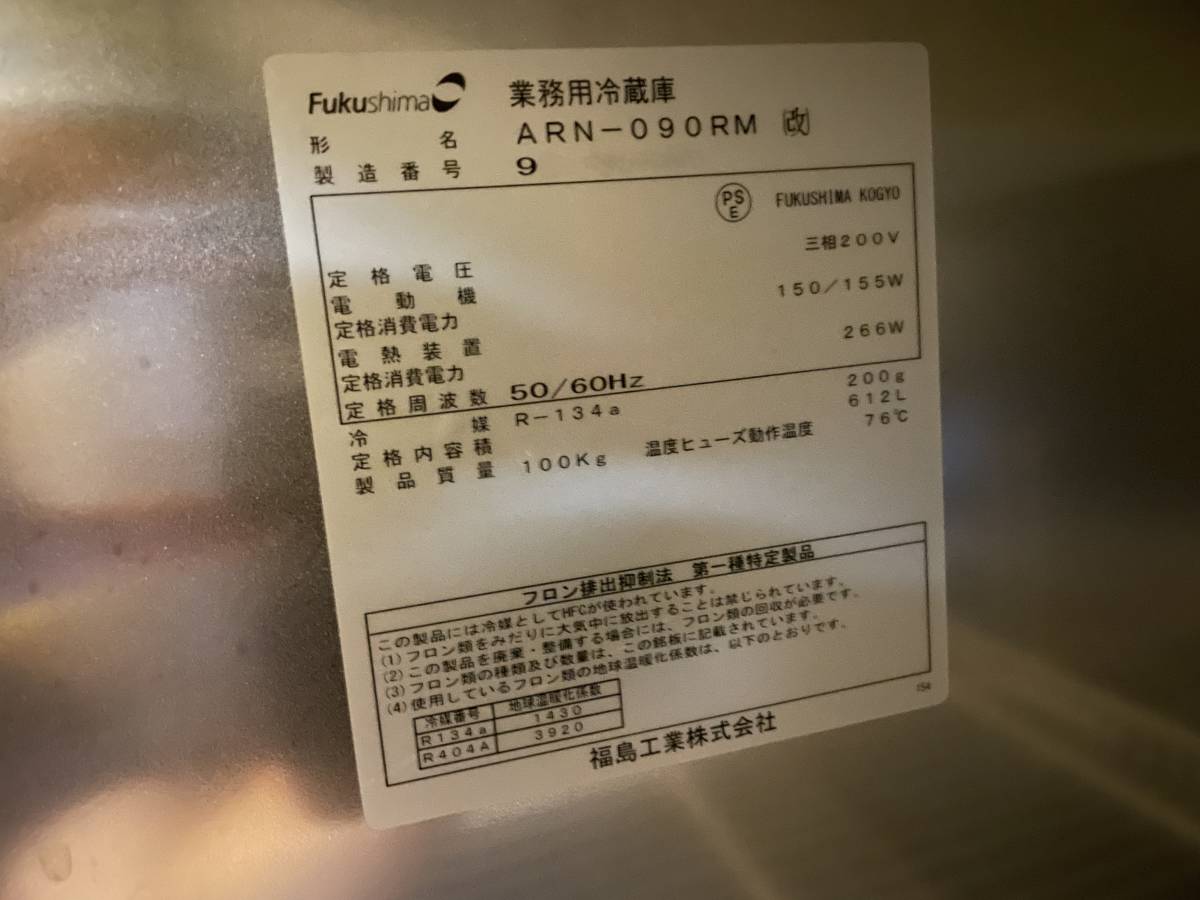 Fukushima 業務用冷蔵庫
形名 ARN-090RM 改
製造番号 9
PSE FUKUSHIMA KOGYO
定格電圧 三相200V
電動機
定格消費電力 150/155W
電熱装置
定格消費電力 266W
定格周波数 50/60Hz
冷媒 R-134a 200g
定格内容積 612L
製品質量 100Kg 温度ヒューズ動作温度 76℃
フロン排出抑制法 第一種特定製品
この製品には冷媒としてHFCが使われています。
(1)フロン類をみだりに大気中に放出することは禁じられています。
(2)この製品を廃棄・整備する場合には、フロン類の回収が必要です。
(3)フロン類の種類及び数量は、この銘板に記載されています。
(4)使用しているフロン類の地球温暖化係数は、以下のとおりです。
冷媒番号 地球温暖化係数
R134a 1430
R404A 3920
154
福島工業株式会社